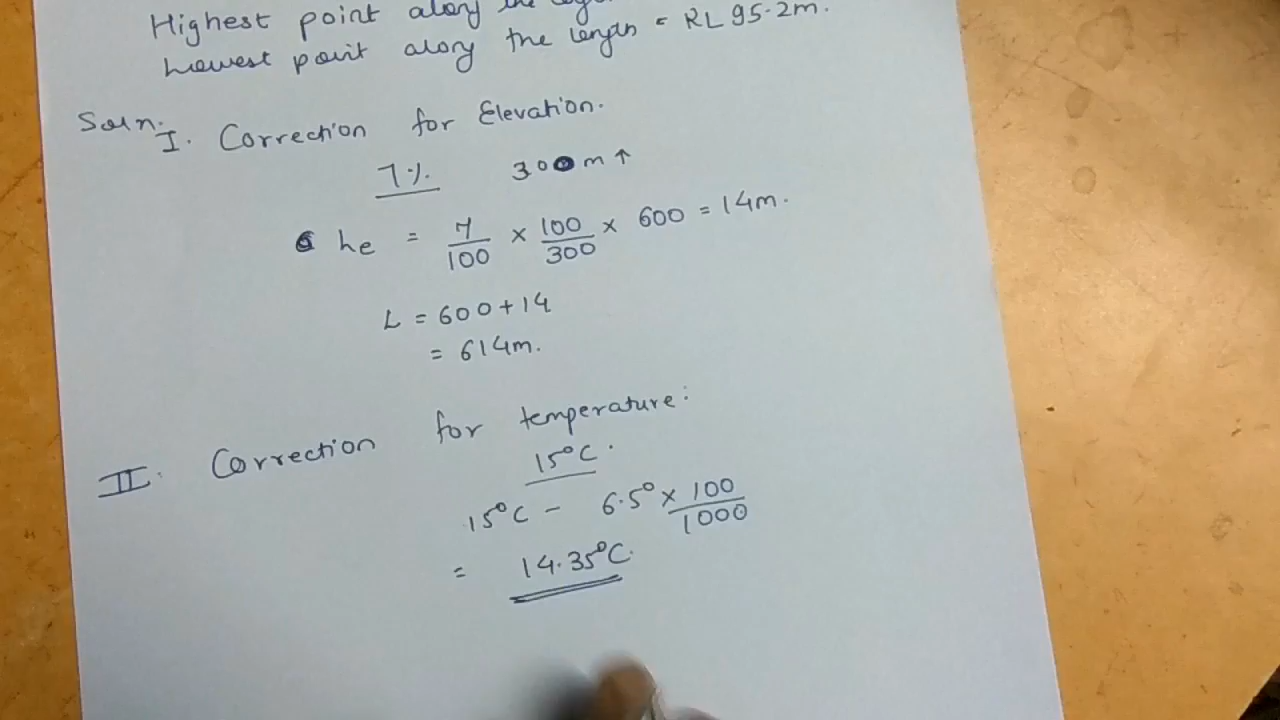 Highest point along the
Lowest point along the length = RL 95.2m.
Soln.
I. Correction for Elevation.
7% 300m ↑
he = 7/100 × 100/300 × 600 = 14m.
L = 600 + 14
= 614m.
II. Correction for temperature:
15°C.
15°C - 6.5° × 100/1000
= 14.35°C.